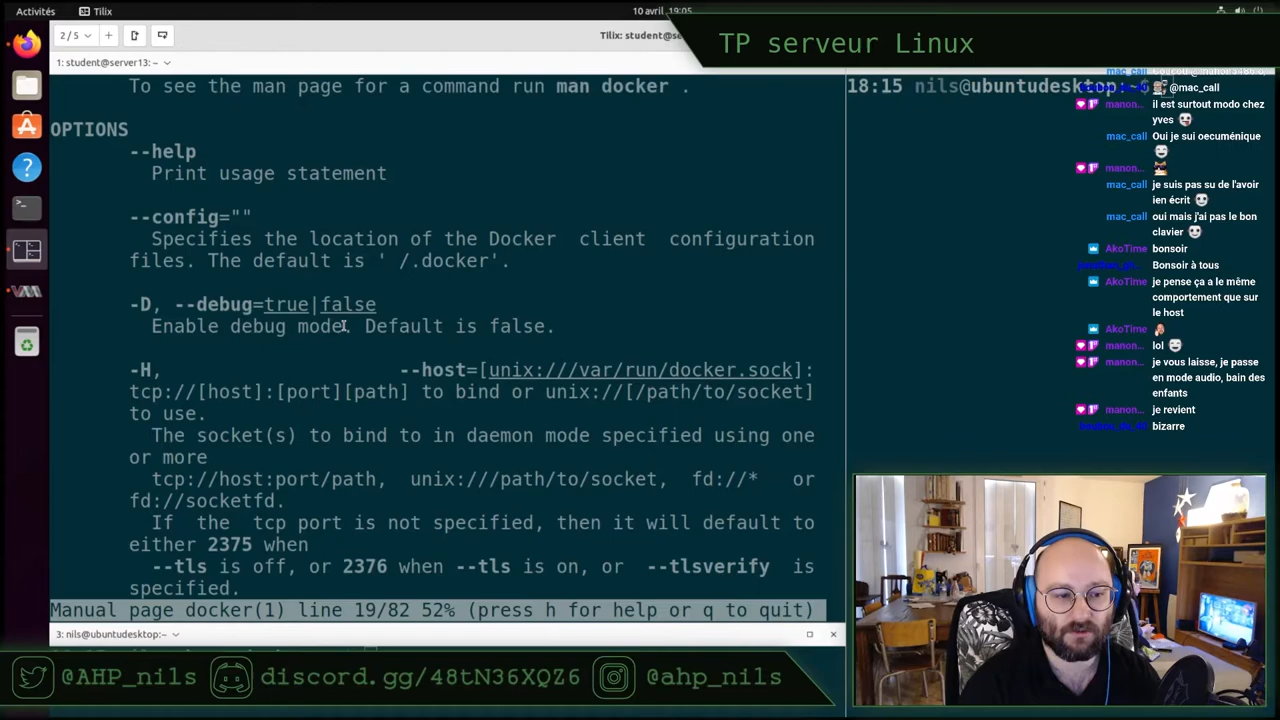 Activités
Tilix
10 avril 19:05
2/5
Tilix: student@se
TP serveur Linux
1: student@server13: ~
To see the man page for a command run man docker .
OPTIONS
--help
Print usage statement
--config=""
Specifies the location of the Docker client configuration
files. The default is ' /.docker'.
-D, --debug=true|false
Enable debug mode. Default is false.
-H, --host=[unix:///var/run/docker.sock]:
tcp://[host]:[port][path] to bind or unix://[/path/to/socket]
to use.
The socket(s) to bind to in daemon mode specified using one
or more
tcp://host:port/path, unix:///path/to/socket, fd://* or
fd://socketfd.
If the tcp port is not specified, then it will default to
either 2375 when
--tls is off, or 2376 when --tls is on, or --tlsverify is
specified.
Manual page docker(1) line 19/82 52% (press h for help or q to quit)
3: nils@ubuntudesktop:~
18:15 nils@ubuntudesktop:~$
mac_call
@mac_call
manon... il est surtout modo chez
yves
mac_call Oui je sui oecuménique
manon...
mac_call je suis pas su de l'avoir
ien écrit
mac_call oui mais j'ai pas le bon
clavier
AkoTime bonsoir
Bonsoir à tous
AkoTime je pense ça a le même
comportement que sur
le host
AkoTime
manon... lol
manon... je vous laisse, je passe
en mode audio, bain des
enfants
manon... je revient
bizarre
@AHP_nils
discord.gg/48tN36XQZ6
@ahp_nils